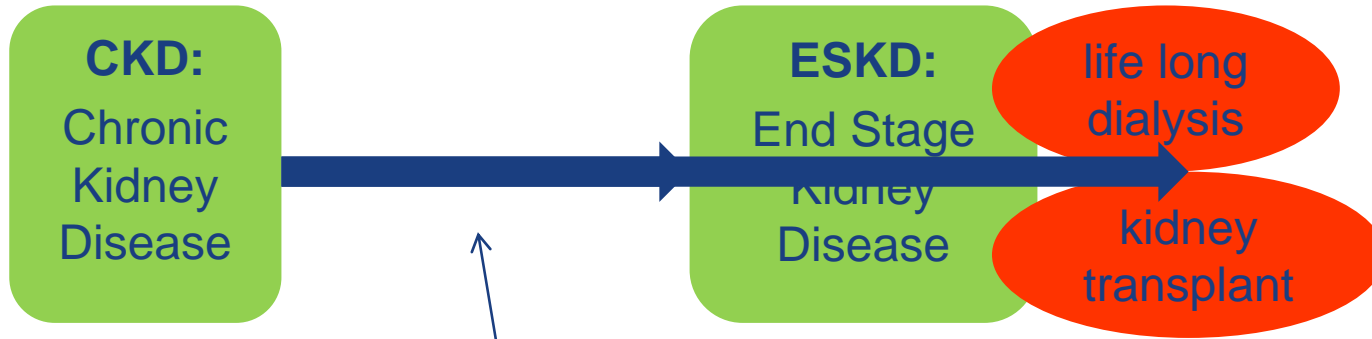 CKD:
Chronic
Kidney
Disease
ESKD:
End Stage
Kidney
Disease
life long
dialysis
kidney
transplant